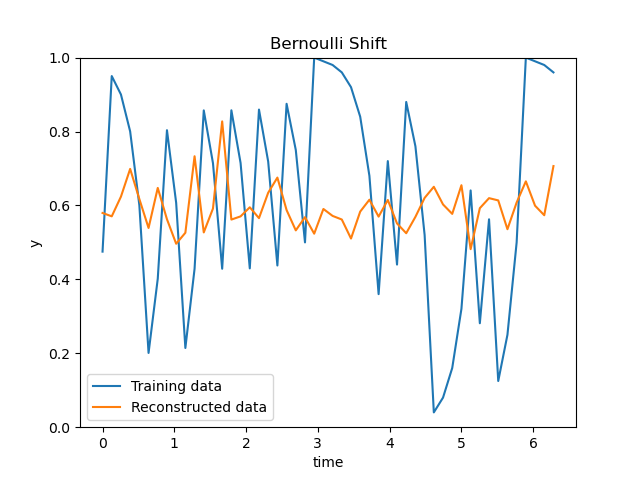 Bernoulli Shift
1.0
0.8
0.6
0.4
0.2
0.0
y
Training data
Reconstructed data
0 1 2 3 4 5 6
time